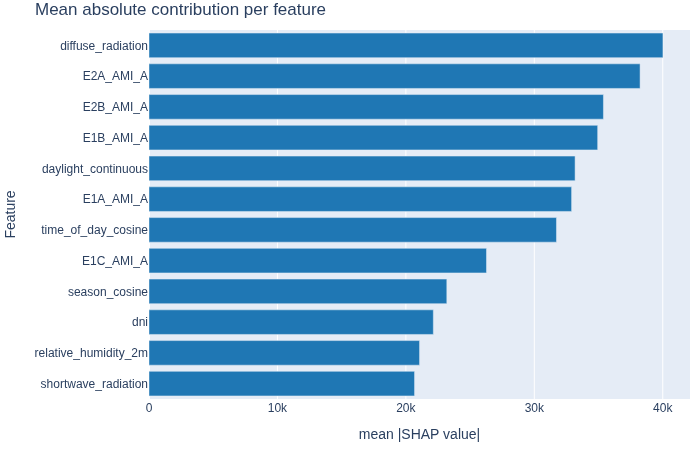 Mean absolute contribution per feature
Feature
diffuse_radiation
E2A_AMI_A
E2B_AMI_A
E1B_AMI_A
daylight_continuous
E1A_AMI_A
time_of_day_cosine
E1C_AMI_A
season_cosine
dni
relative_humidity_2m
shortwave_radiation
0 10k 20k 30k 40k
mean |SHAP value|